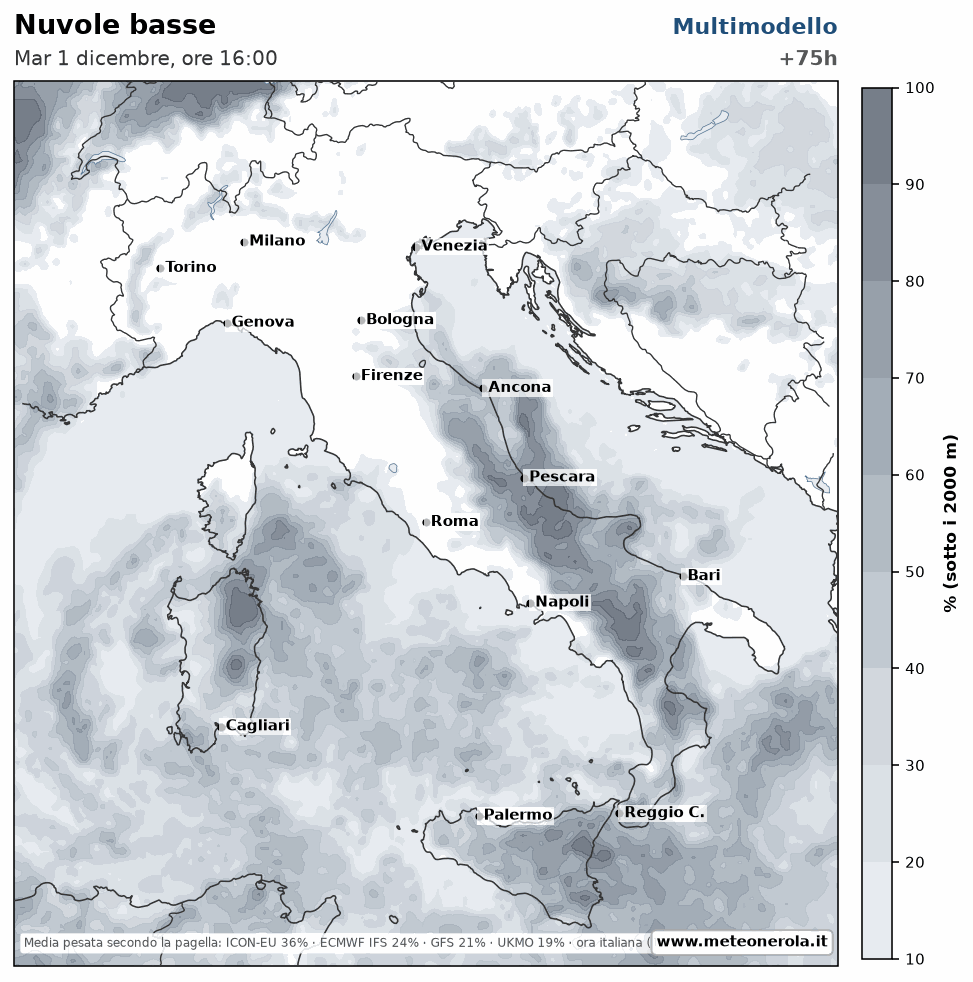 Nuvole basse
Multimodello
Mar 1 dicembre, ore 16:00
+75h
Milano
Venezia
Torino
Genova
Bologna
Firenze
Ancona
Pescara
Roma
Bari
Napoli
Cagliari
Palermo
Reggio C.
Media pesata secondo la pagella: ICON-EU 36% · ECMWF IFS 24% · GFS 21% · UKMO 19% · ora italiana (
www.meteonerola.it
100
90
80
70
60
50
40
30
20
10
% (sotto i 2000 m)